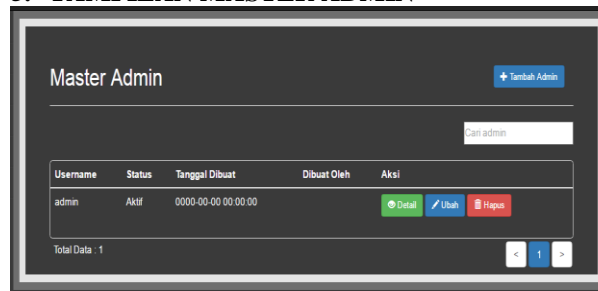 Master Admin
+ Tambah Admin
Cari admin
Username Status Tanggal Dibuat Dibuat Oleh Aksi
admin Aktif 0000-00-00 00:00:00 Detail Ubah Hapus
Total Data : 1
< 1 >